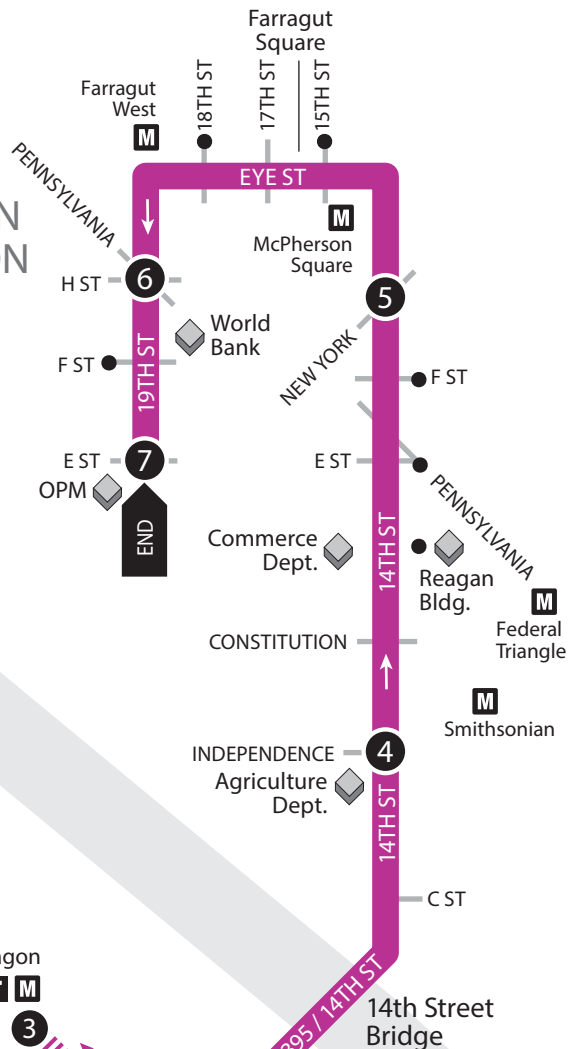 Farragut
Square
Farragut
West
M
18TH ST
17TH ST
15TH ST
EYE ST
PENNSYLVANIA
M
McPherson
Square
N
ON
H ST
6
5
World
Bank
NEW YORK
F ST
19TH ST
F ST
E ST
7
E ST
OPM
PENNSYLVANIA
END
Commerce
Dept.
14TH ST
Reagan
Bldg.
M
Federal
Triangle
CONSTITUTION
M
Smithsonian
INDEPENDENCE
4
Agriculture
Dept.
14TH ST
C ST
gon
M
3
395 / 14TH ST
14th Street
Bridge